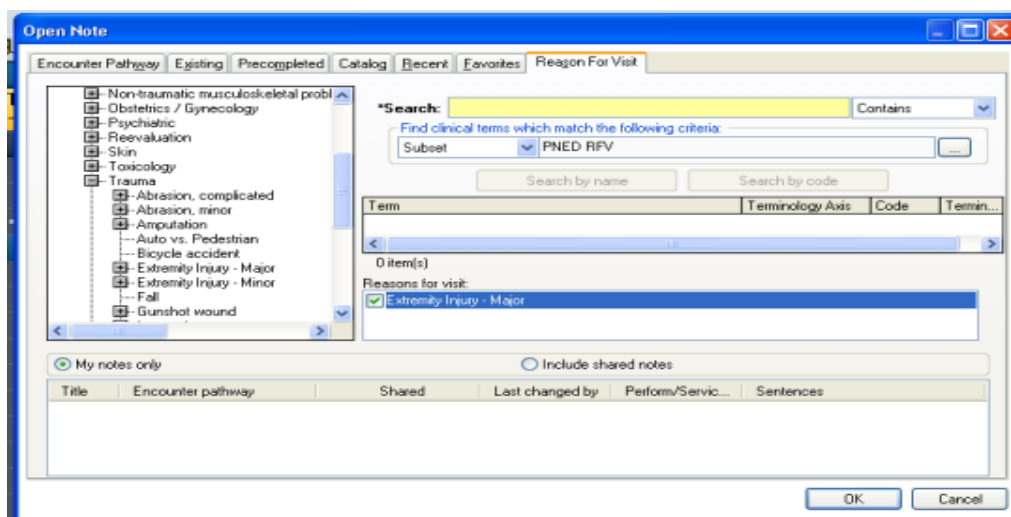 Open Note
Encounter Pathway Existing Precompleted Catalog Recent Favorites Reason For Visit
Non-traumatic musculoskeletal probl
Obstetrics / Gynecology
Psychiatric
Reevaluation
Skin
Toxicology
Trauma
Abrasion, complicated
Abrasion, minor
Amputation
Auto vs. Pedestrian
Bicycle accident
Extremity Injury - Major
Extremity Injury - Minor
Fall
Gunshot wound
*Search: Contains
Find clinical terms which match the following criteria:
Subset PNED RFV ...
Search by name Search by code
Term Terminology Axis Code Termin...
0 item(s)
Reasons for visit:
Extremity Injury - Major
My notes only Include shared notes
Title Encounter pathway Shared Last changed by Perform/Servic... Sentences
OK Cancel